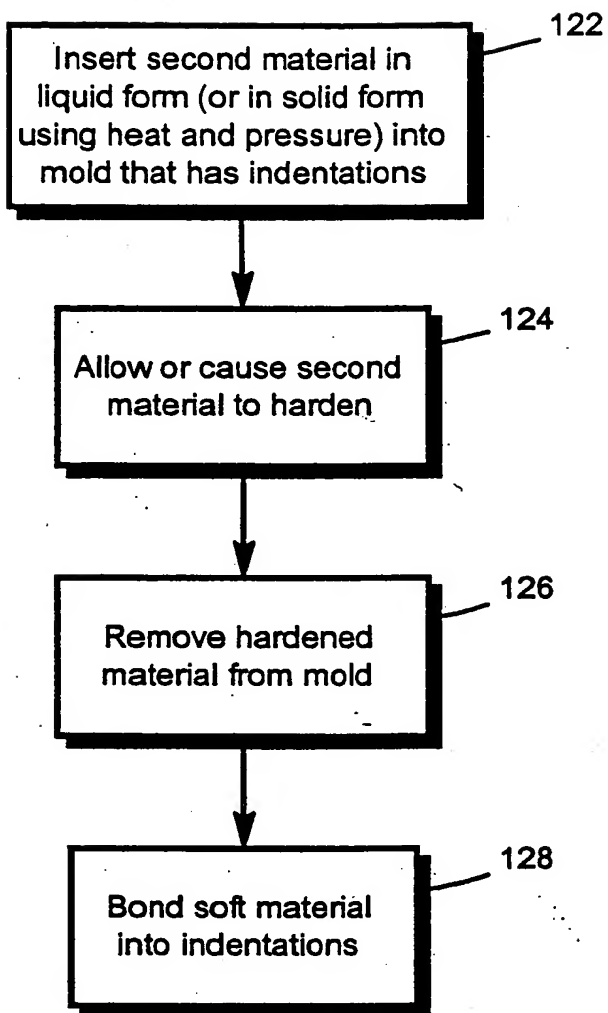 122
Insert second material in
liquid form (or in solid form
using heat and pressure) into
mold that has indentations
124
Allow or cause second
material to harden
126
Remove hardened
material from mold
128
Bond soft material
into indentations